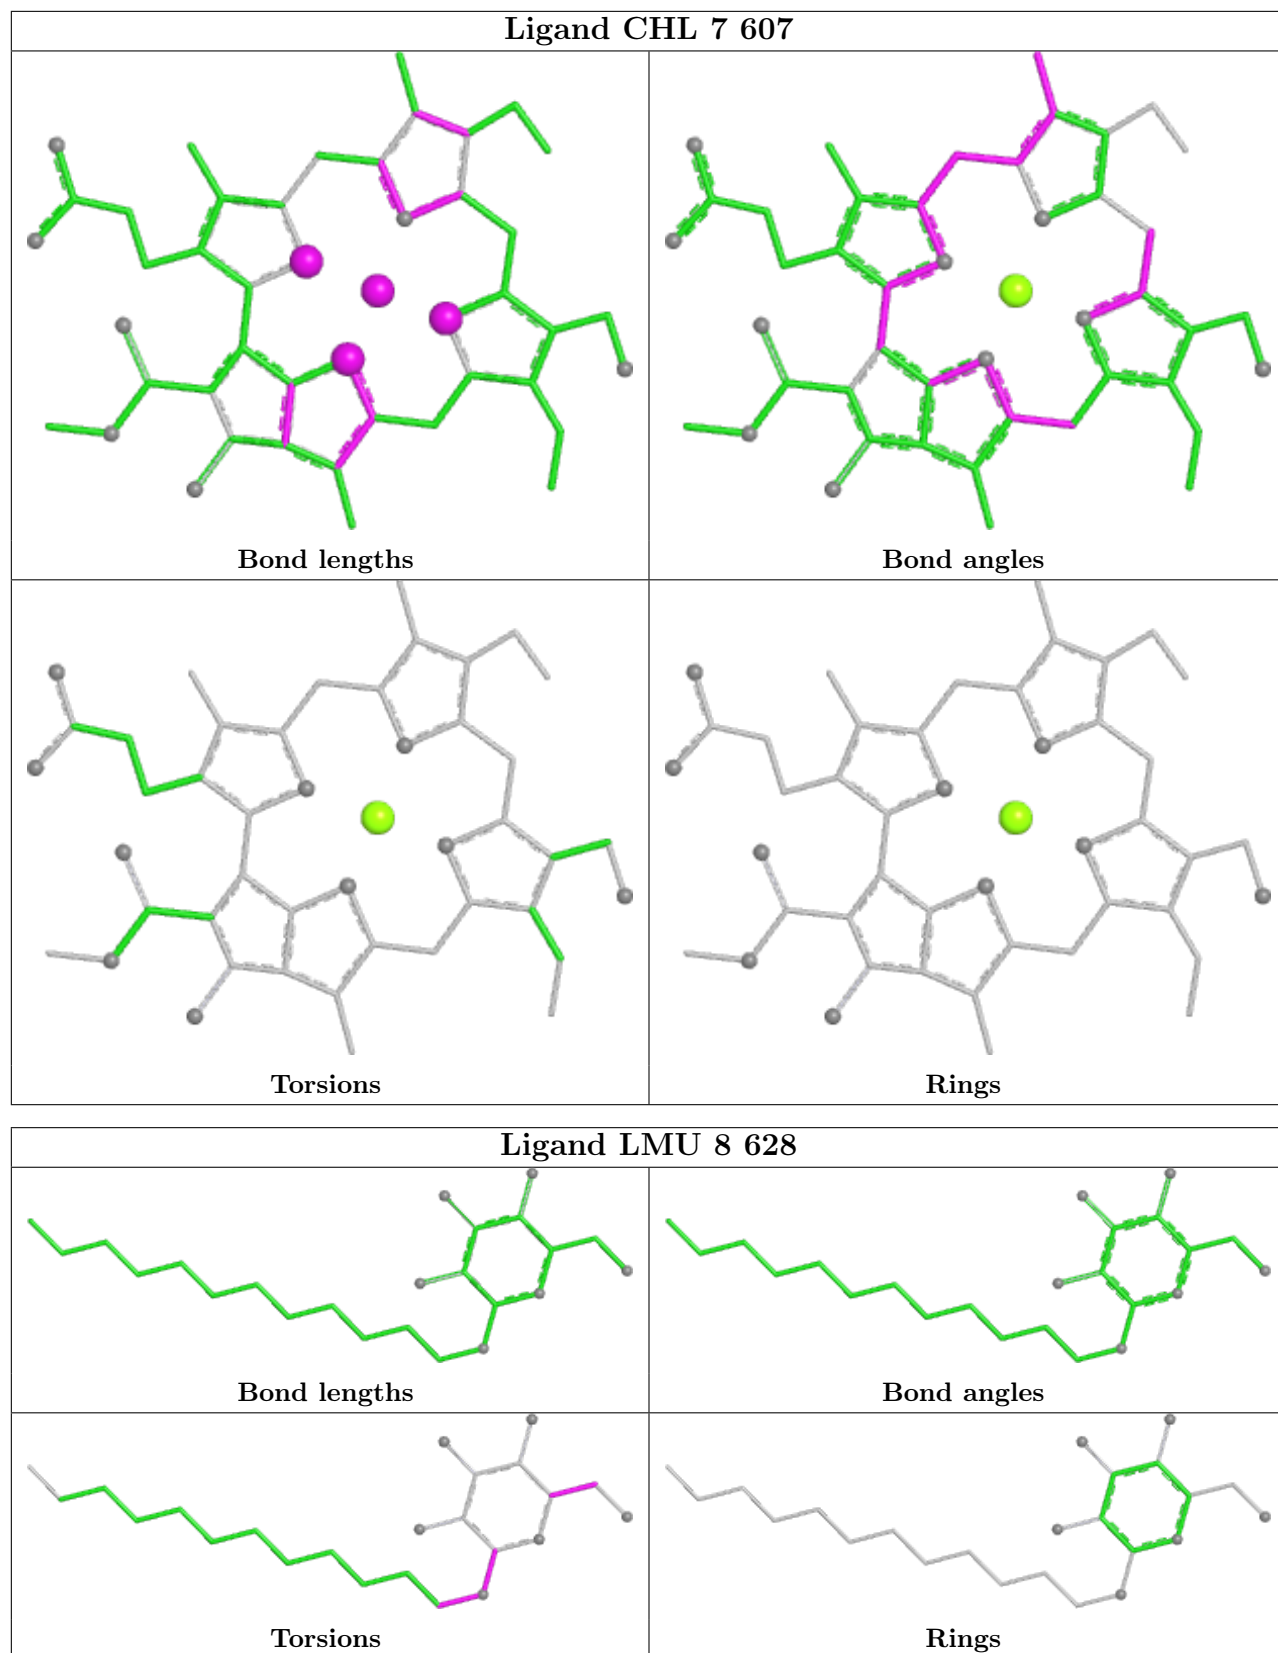 Ligand CHL 7 607
Bond lengths
Bond angles
Torsions
Rings
Ligand LMU 8 628
Bond lengths
Bond angles
Torsions
Rings